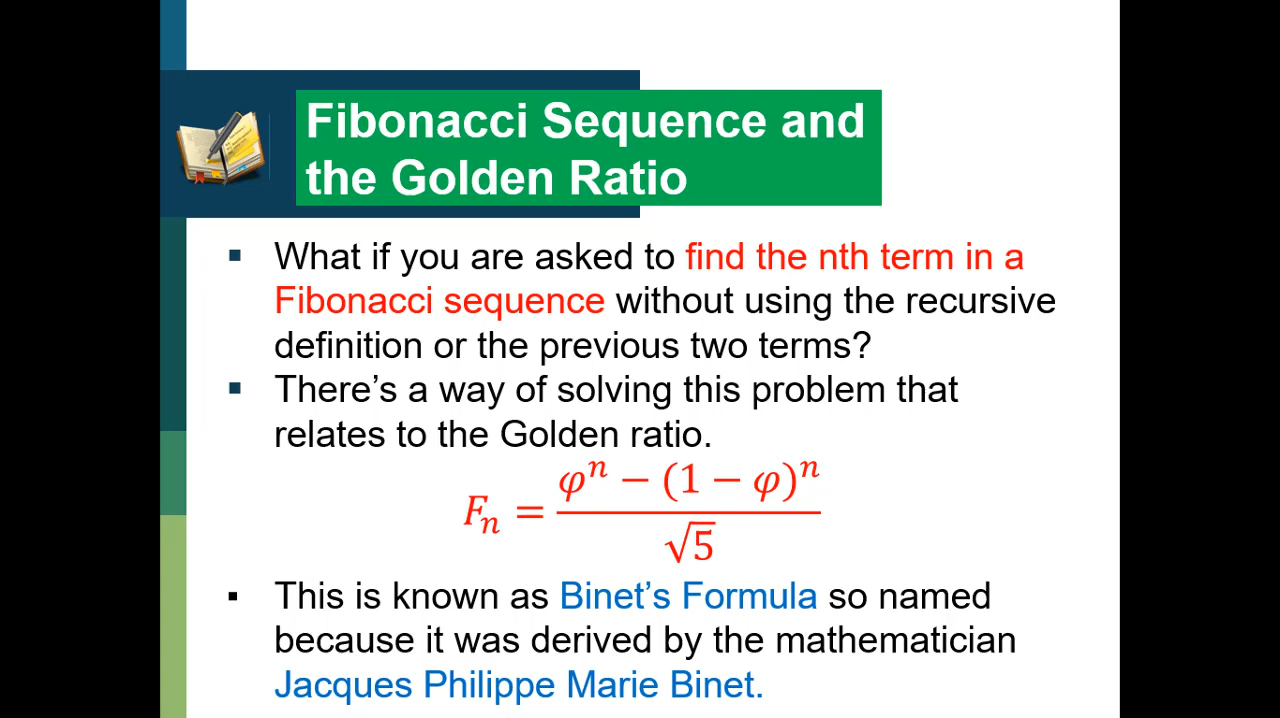 Fibonacci Sequence and
the Golden Ratio
▪ What if you are asked to find the nth term in a
Fibonacci sequence without using the recursive
definition or the previous two terms?
▪ There’s a way of solving this problem that
relates to the Golden ratio.
Fₙ = (φⁿ − (1 − φ)ⁿ) / √5
▪ This is known as Binet’s Formula so named
because it was derived by the mathematician
Jacques Philippe Marie Binet.